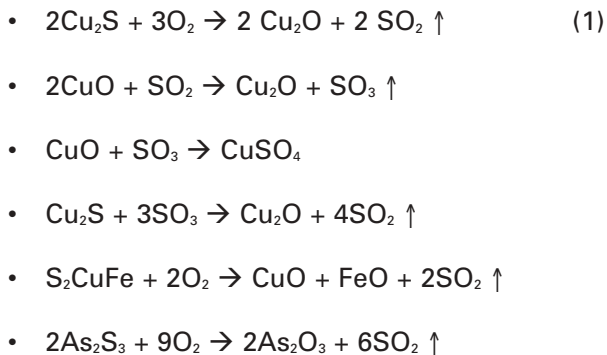 • 2Cu₂S + 3O₂ → 2 Cu₂O + 2 SO₂ ↑ (1)
• 2CuO + SO₂ → Cu₂O + SO₃ ↑
• CuO + SO₃ → CuSO₄
• Cu₂S + 3SO₃ → Cu₂O + 4SO₂ ↑
• S₂CuFe + 2O₂ → CuO + FeO + 2SO₂ ↑
• 2As₂S₃ + 9O₂ → 2As₂O₃ + 6SO₂ ↑